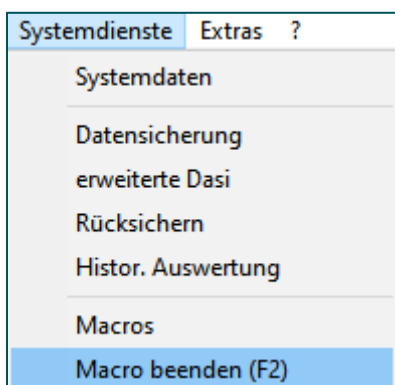 Systemdienste Extras ?
Systemdaten
Datensicherung
erweiterte Dasi
Rücksichern
Histor. Auswertung
Macros
Macro beenden (F2)